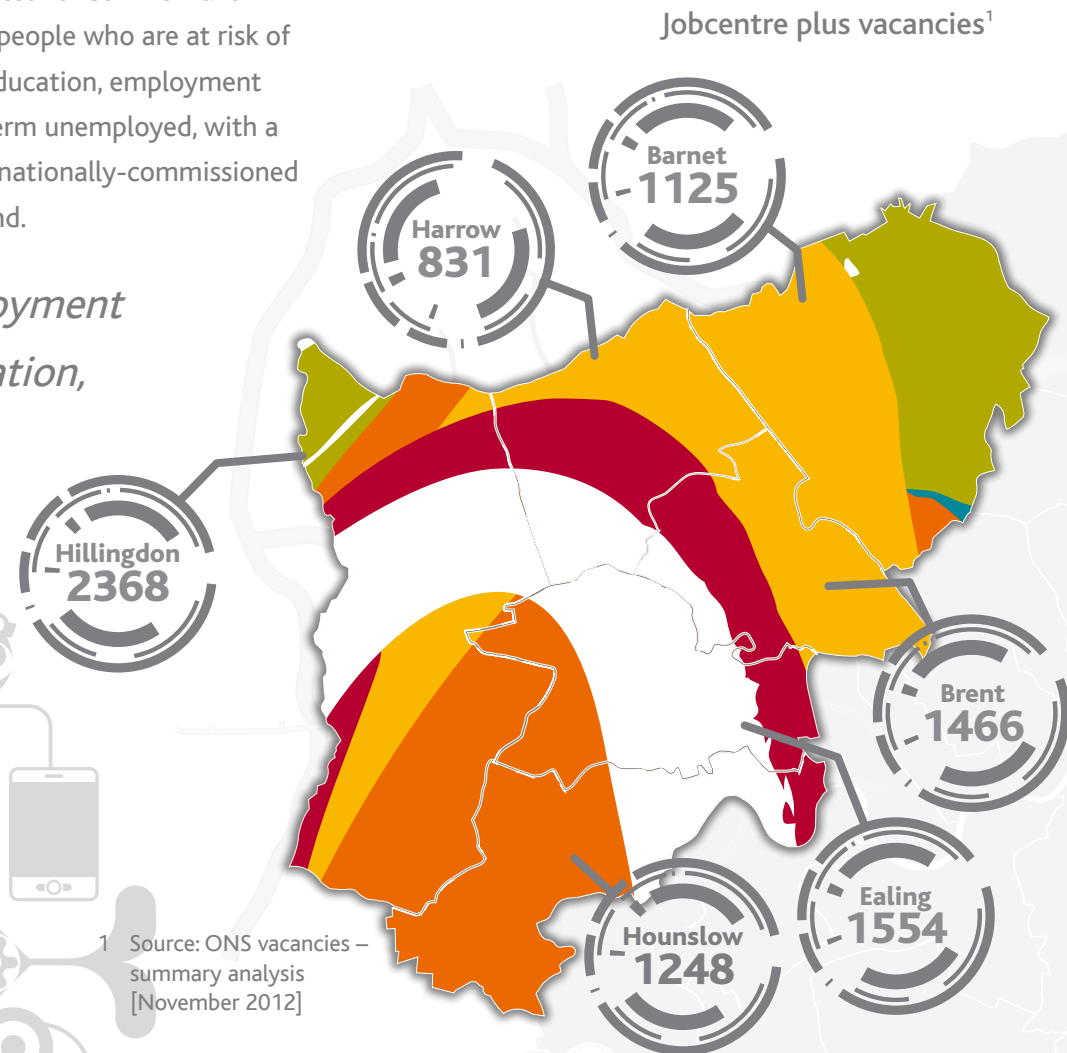 people who are at risk of
ducation, employment
erm unemployed, with a
nationally-commissioned
nd.
oyment
ation,
Jobcentre plus vacancies¹
Barnet
1125
Harrow
831
Hillingdon
2368
Brent
1466
Ealing
1554
Hounslow
1248
1 Source: ONS vacancies –
summary analysis
[November 2012]